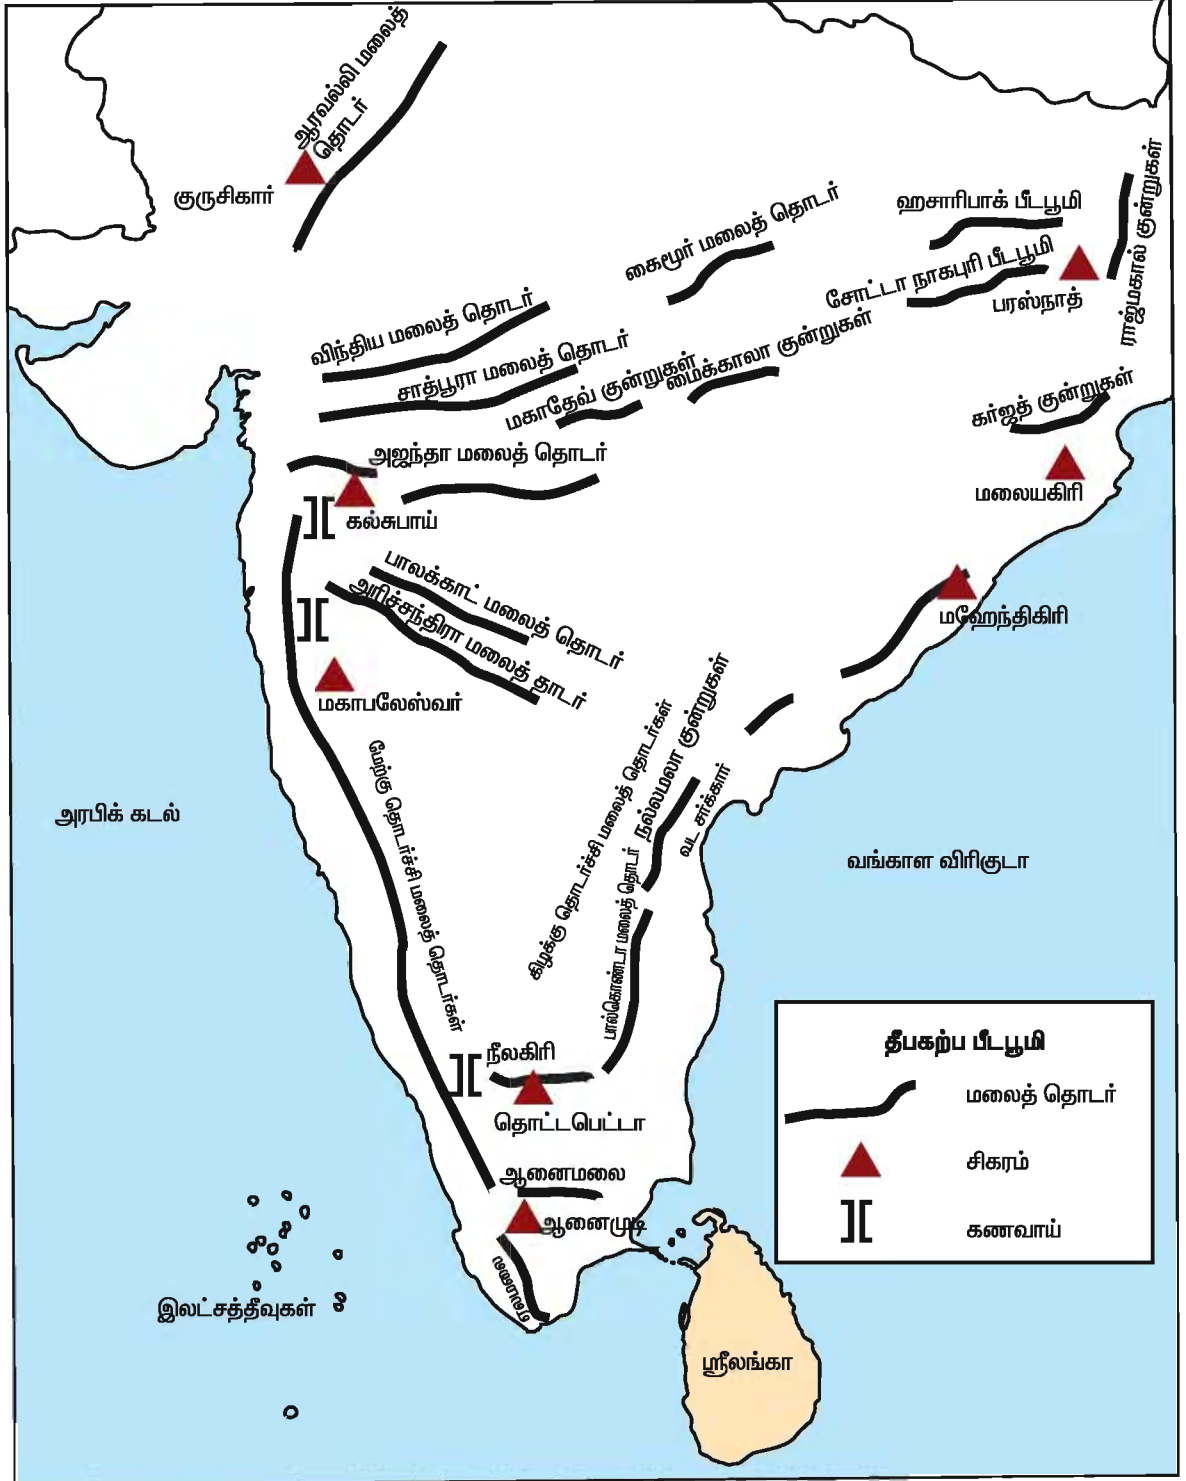 ஆரவல்லி மலைத்
தொடர்
குருசிகார்
ஹசாரிபாக் பீடபூமி
ராஜ்மகால் குன்றுகள்
கைமூர் மலைத் தொடர்
சோட்டா நாகபுரி பீடபூமி
பரஸ்நாத்
விந்திய மலைத் தொடர்
சாத்பூரா மலைத் தொடர்
மகாதேவ் குன்றுகள்
மைக்காலா குன்றுகள்
கர்ஜத் குன்றுகள்
அஜந்தா மலைத் தொடர்
மலையகிரி
கல்சுபாய்
பாலக்காட் மலைத் தொடர்
அரிச்சந்திரா மலைத் தாடர்
மஹேந்திகிரி
மகாபலேஸ்வர்
மேற்கு தொடர்ச்சி மலைத் தொடர்கள்
கிழக்கு தொடர்ச்சி மலைத் தொடர்கள்
நல்லமலா குன்றுகள்
வட சர்க்கார்
பால்கொண்டா மலைத் தொடர்
அரபிக் கடல்
வங்காள விரிகுடா
நீலகிரி
தொட்டபெட்டா
ஆனைமலை
ஆனைமுடி
ஏலமலை
இலட்சத்தீவுகள்
ஸ்ரீலங்கா
தீபகற்ப பீடபூமி
மலைத் தொடர்
சிகரம்
கணவாய்